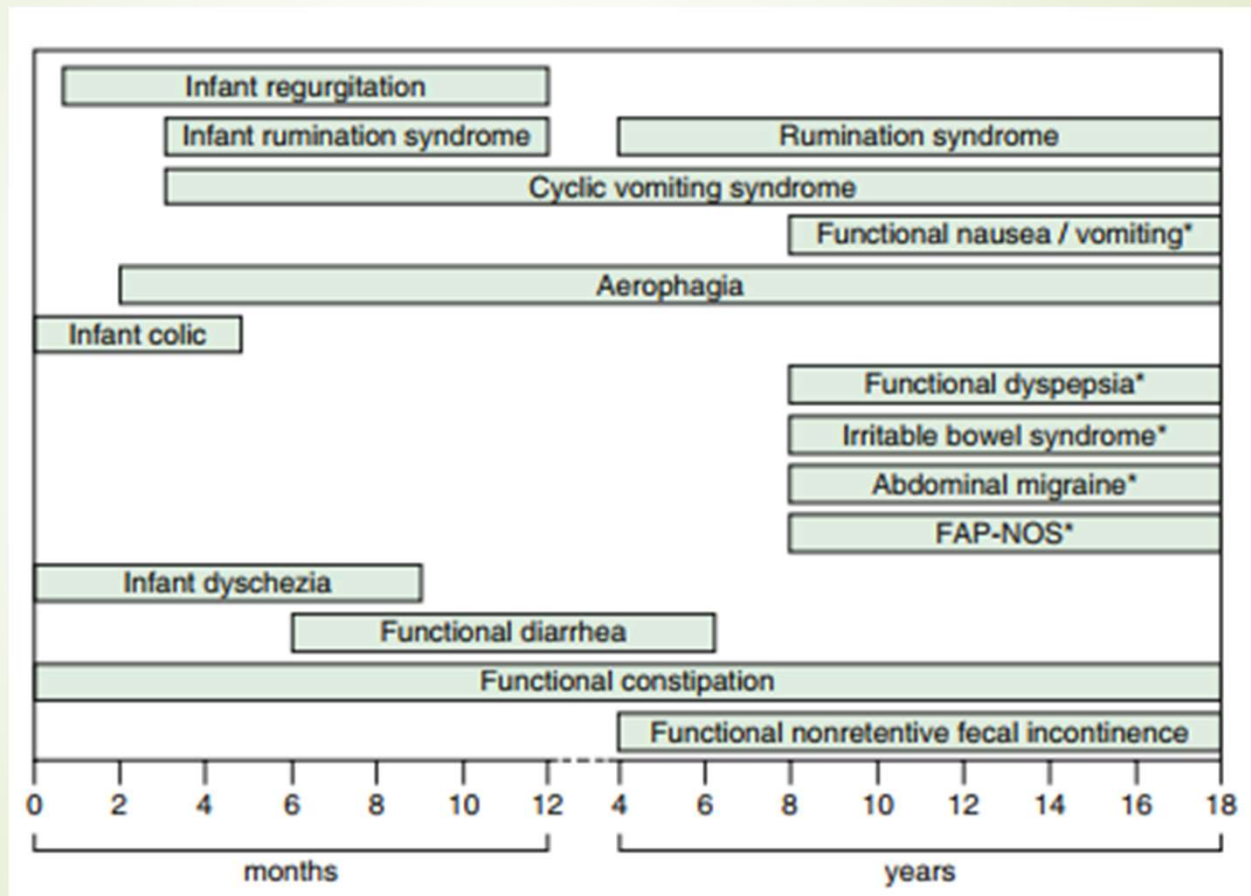 Infant regurgitation
Infant rumination syndrome
Rumination syndrome
Cyclic vomiting syndrome
Functional nausea / vomiting*
Aerophagia
Infant colic
Functional dyspepsia*
Irritable bowel syndrome*
Abdominal migraine*
FAP-NOS*
Infant dyschezia
Functional diarrhea
Functional constipation
Functional nonretentive fecal incontinence
0 2 4 6 8 10 12 4 6 8 10 12 14 16 18
months years